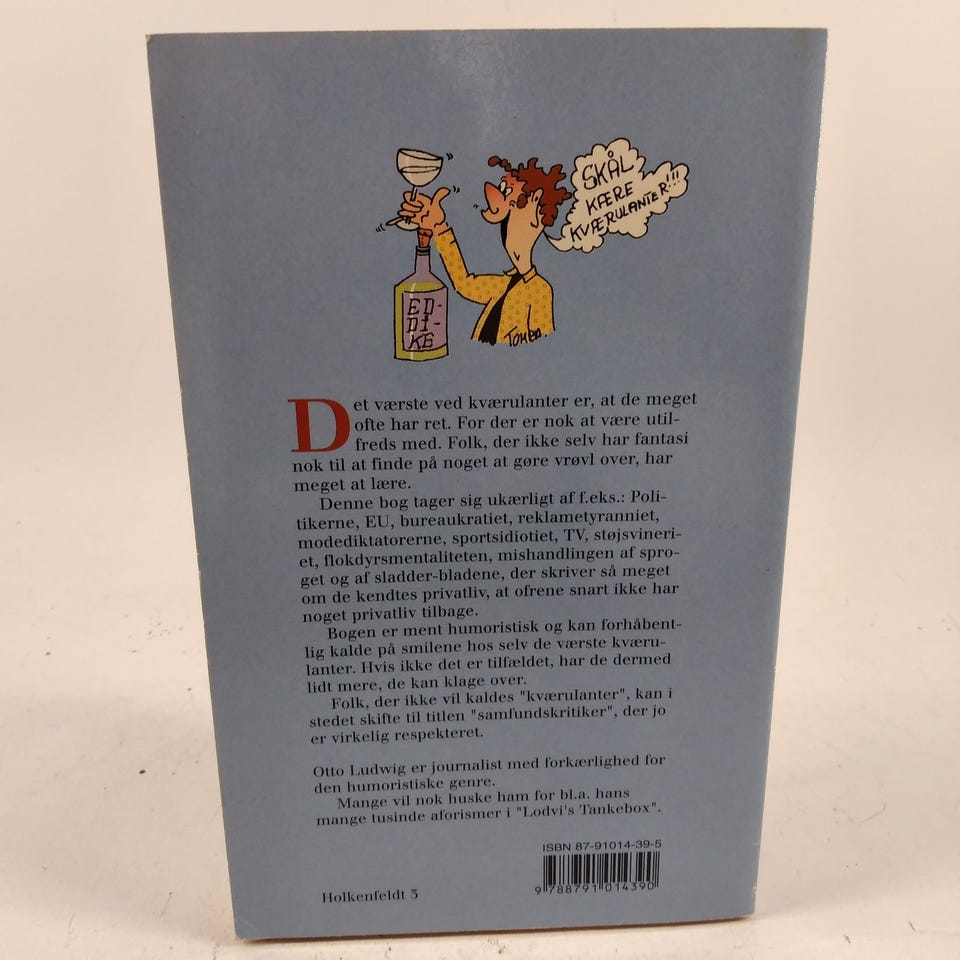 SKÅL
KÆRE
KVÆRULANTER!!!
ED-
DI-
KE
Det værste ved kværulanter er, at de meget
ofte har ret. For der er nok at være util-
freds med. Folk, der ikke selv har fantasi
nok til at finde på noget at gøre vrøvl over, har
meget at lære.
Denne bog tager sig ukærligt af f.eks.: Poli-
tikerne, EU, bureaukratiet, reklametyranniet,
modediktatorerne, sportsidiotiet, TV, støjsvineri-
et, flokdyrsmentaliteten, mishandlingen af spro-
get og af sladder-bladene, der skriver så meget
om de kendtes privatliv, at ofrene snart ikke har
noget privatliv tilbage.
Bogen er ment humoristisk og kan forhåbent-
lig kalde på smilene hos selv de værste kværu-
lanter. Hvis ikke det er tilfældet, har de dermed
lidt mere, de kan klage over.
Folk, der ikke vil kaldes "kværulanter", kan i
stedet skifte til titlen "samfundskritiker", der jo
er virkelig respekteret.
Otto Ludwig er journalist med forkærlighed for
den humoristiske genre.
Mange vil nok huske ham for bl.a. hans
mange tusinde aforismer i "Lodvi's Tankebox".
ISBN 87-91014-39-5
9 788791 014390
Holkenfeldt 3